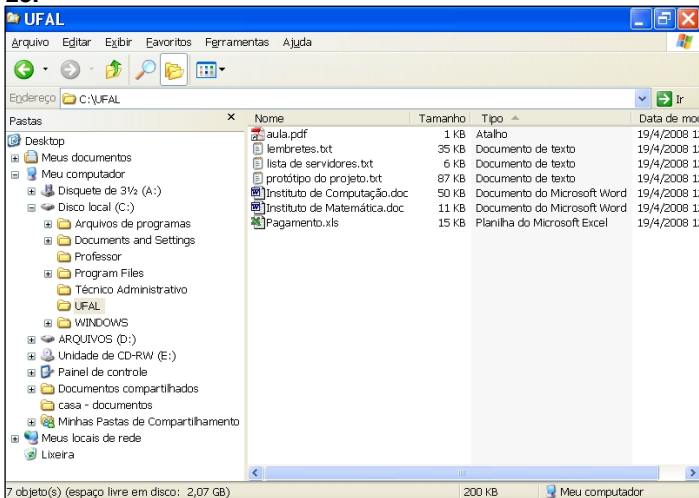 UFAL
Arquivo Editar Exibir Favoritos Ferramentas Ajuda
Endereço C:\UFAL Ir
Pastas x
Desktop
Meus documentos
Meu computador
Disquete de 3½ (A:)
Disco local (C:)
Arquivos de programas
Documents and Settings
Professor
Program Files
Técnico Administrativo
UFAL
WINDOWS
ARQUIVOS (D:)
Unidade de CD-RW (E:)
Painel de controle
Documentos compartilhados
casa - documentos
Minhas Pastas de Compartilhamento
Meus locais de rede
Lixeira
Nome Tamanho Tipo Data de mo
aula.pdf 1 KB Atalho 19/4/2008 1
lembretes.txt 35 KB Documento de texto 19/4/2008 1
lista de servidores.txt 6 KB Documento de texto 19/4/2008 1
protótipo do projeto.txt 87 KB Documento de texto 19/4/2008 1
Instituto de Computação.doc 50 KB Documento do Microsoft Word 19/4/2008 1
Instituto de Matemática.doc 11 KB Documento do Microsoft Word 19/4/2008 1
Pagamento.xls 15 KB Planilha do Microsoft Excel 19/4/2008 1
7 objeto(s) (espaço livre em disco: 2,07 GB) 200 KB Meu computador